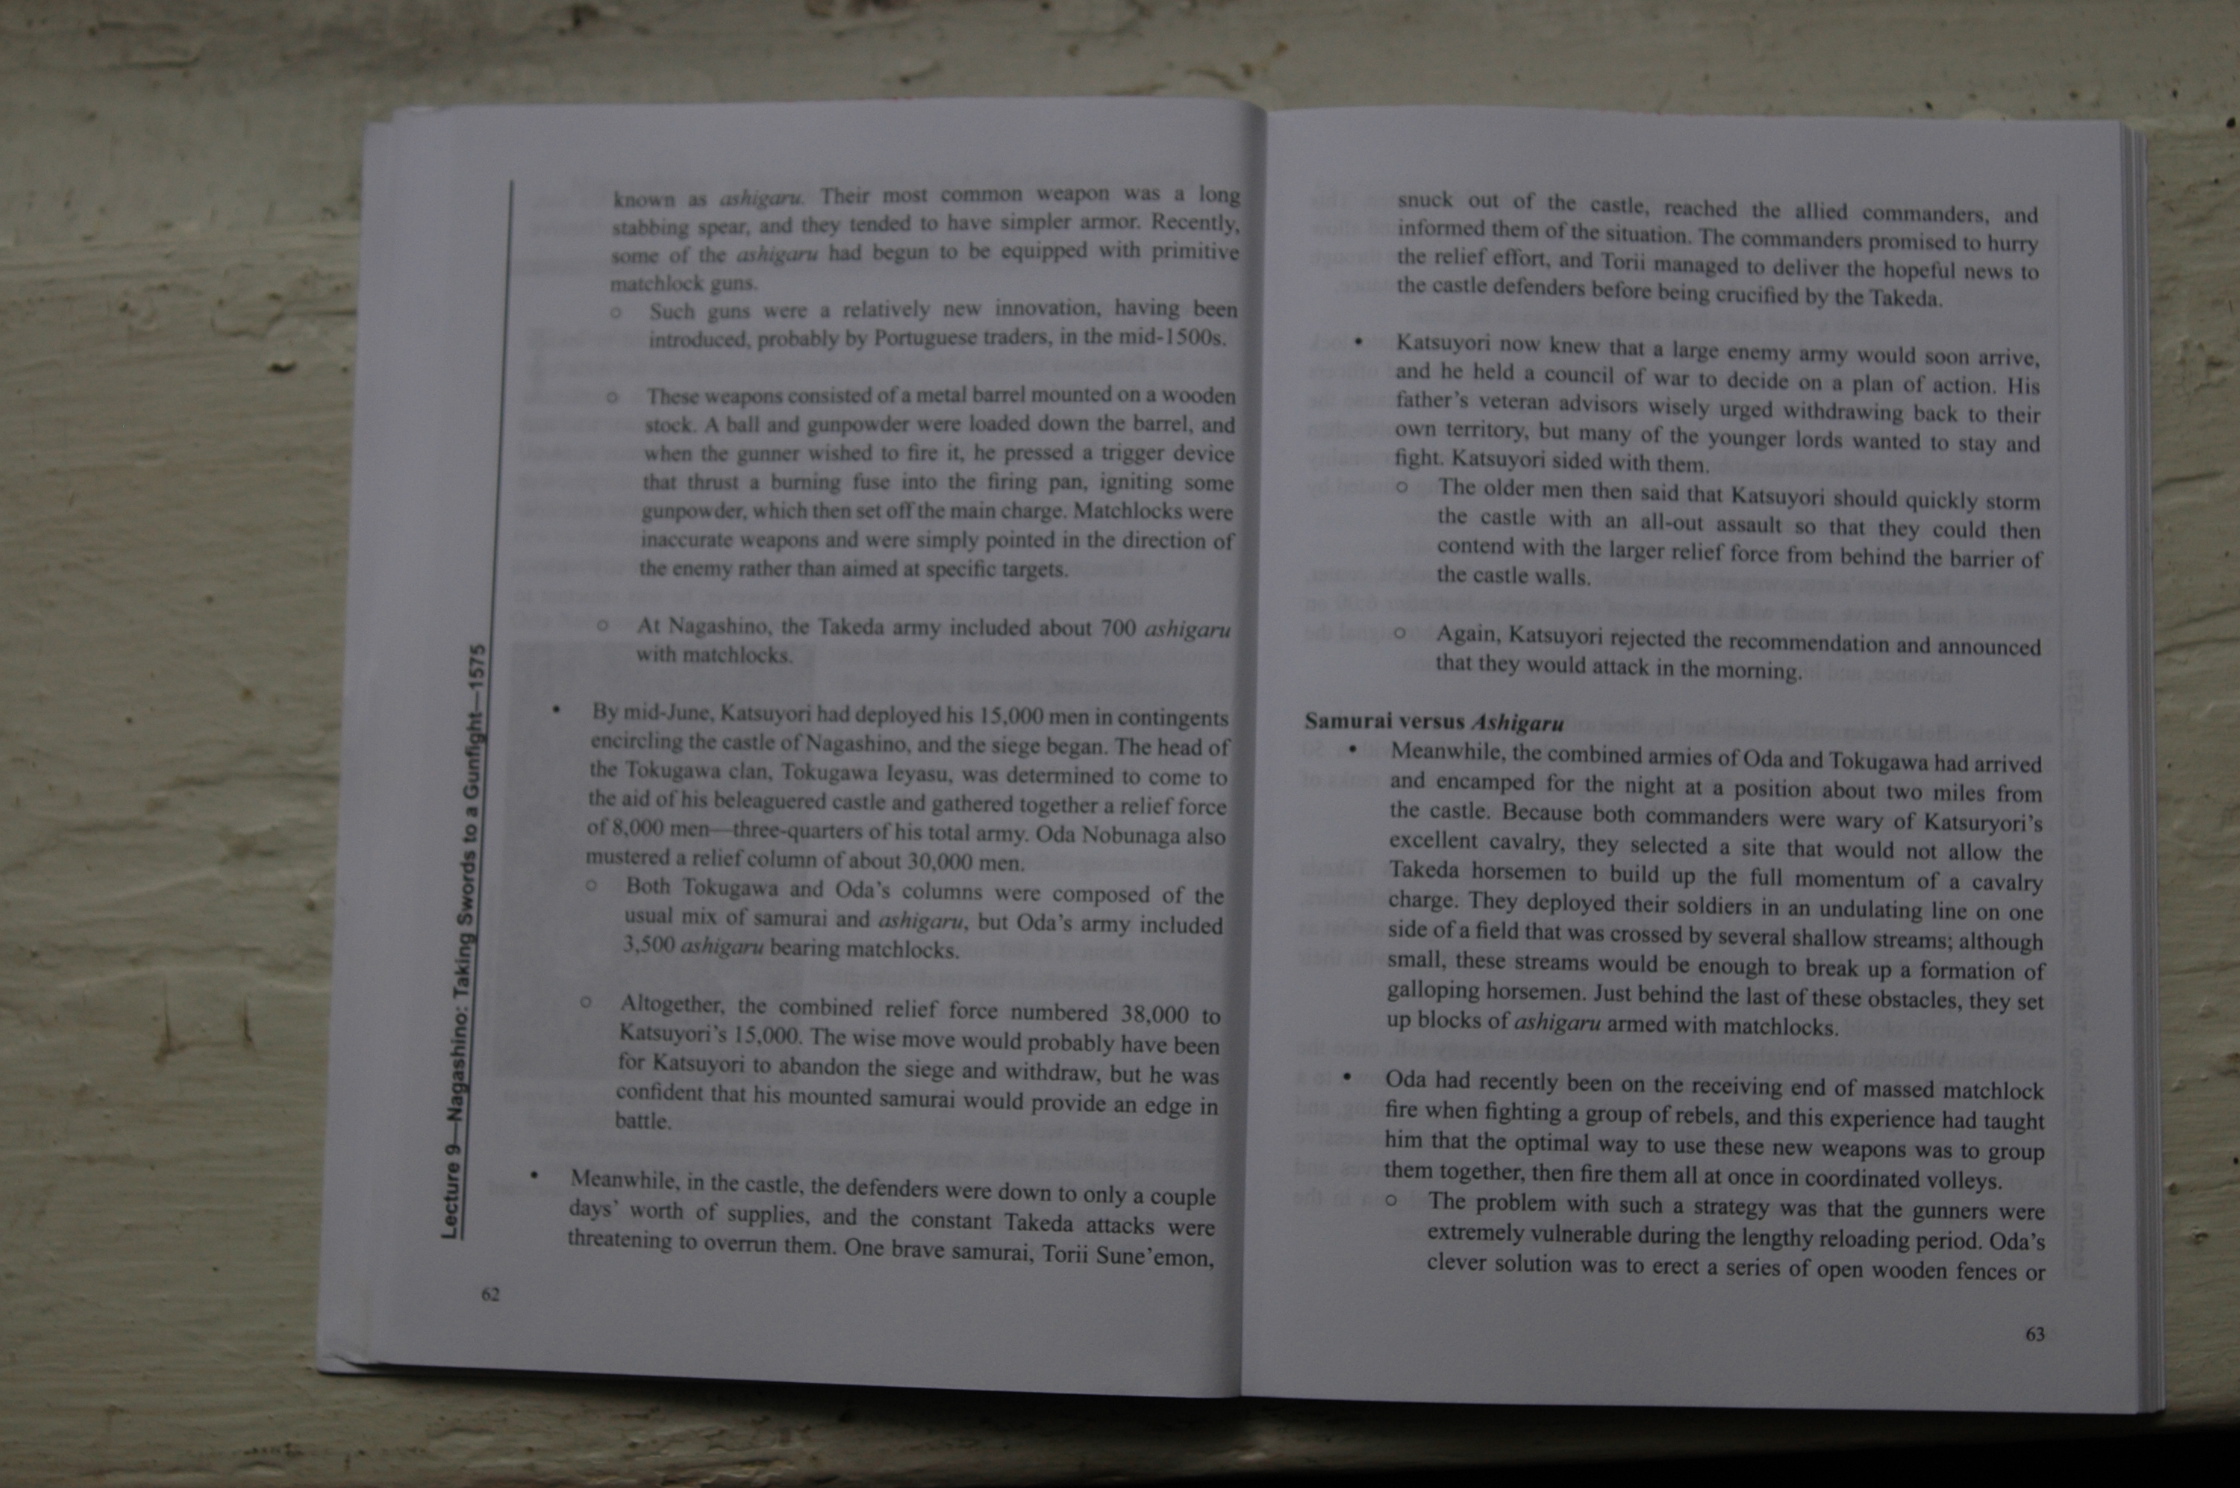 known as ashigaru. Their most common weapon was a long
stabbing spear, and they tended to have simpler armor. Recently,
some of the ashigaru had begun to be equipped with primitive
matchlock guns.
○ Such guns were a relatively new innovation, having been
introduced, probably by Portuguese traders, in the mid-1500s.
○ These weapons consisted of a metal barrel mounted on a wooden
stock. A ball and gunpowder were loaded down the barrel, and
when the gunner wished to fire it, he pressed a trigger device
that thrust a burning fuse into the firing pan, igniting some
gunpowder, which then set off the main charge. Matchlocks were
inaccurate weapons and were simply pointed in the direction of
the enemy rather than aimed at specific targets.
○ At Nagashino, the Takeda army included about 700 ashigaru
with matchlocks.
• By mid-June, Katsuyori had deployed his 15,000 men in contingents
encircling the castle of Nagashino, and the siege began. The head of
the Tokugawa clan, Tokugawa Ieyasu, was determined to come to
the aid of his beleaguered castle and gathered together a relief force
of 8,000 men—three-quarters of his total army. Oda Nobunaga also
mustered a relief column of about 30,000 men.
○ Both Tokugawa and Oda's columns were composed of the
usual mix of samurai and ashigaru, but Oda's army included
3,500 ashigaru bearing matchlocks.
○ Altogether, the combined relief force numbered 38,000 to
Katsuyori's 15,000. The wise move would probably have been
for Katsuyori to abandon the siege and withdraw, but he was
confident that his mounted samurai would provide an edge in
battle.
• Meanwhile, in the castle, the defenders were down to only a couple
days' worth of supplies, and the constant Takeda attacks were
threatening to overrun them. One brave samurai, Torii Sune'emon,
Lecture 9—Nagashino: Taking Swords to a Gunfight—1575
62
snuck out of the castle, reached the allied commanders, and
informed them of the situation. The commanders promised to hurry
the relief effort, and Torii managed to deliver the hopeful news to
the castle defenders before being crucified by the Takeda.
• Katsuyori now knew that a large enemy army would soon arrive,
and he held a council of war to decide on a plan of action. His
father's veteran advisors wisely urged withdrawing back to their
own territory, but many of the younger lords wanted to stay and
fight. Katsuyori sided with them.
○ The older men then said that Katsuyori should quickly storm
the castle with an all-out assault so that they could then
contend with the larger relief force from behind the barrier of
the castle walls.
○ Again, Katsuyori rejected the recommendation and announced
that they would attack in the morning.
Samurai versus Ashigaru
• Meanwhile, the combined armies of Oda and Tokugawa had arrived
and encamped for the night at a position about two miles from
the castle. Because both commanders were wary of Katsuryori's
excellent cavalry, they selected a site that would not allow the
Takeda horsemen to build up the full momentum of a cavalry
charge. They deployed their soldiers in an undulating line on one
side of a field that was crossed by several shallow streams; although
small, these streams would be enough to break up a formation of
galloping horsemen. Just behind the last of these obstacles, they set
up blocks of ashigaru armed with matchlocks.
• Oda had recently been on the receiving end of massed matchlock
fire when fighting a group of rebels, and this experience had taught
him that the optimal way to use these new weapons was to group
them together, then fire them all at once in coordinated volleys.
○ The problem with such a strategy was that the gunners were
extremely vulnerable during the lengthy reloading period. Oda's
clever solution was to erect a series of open wooden fences or
63